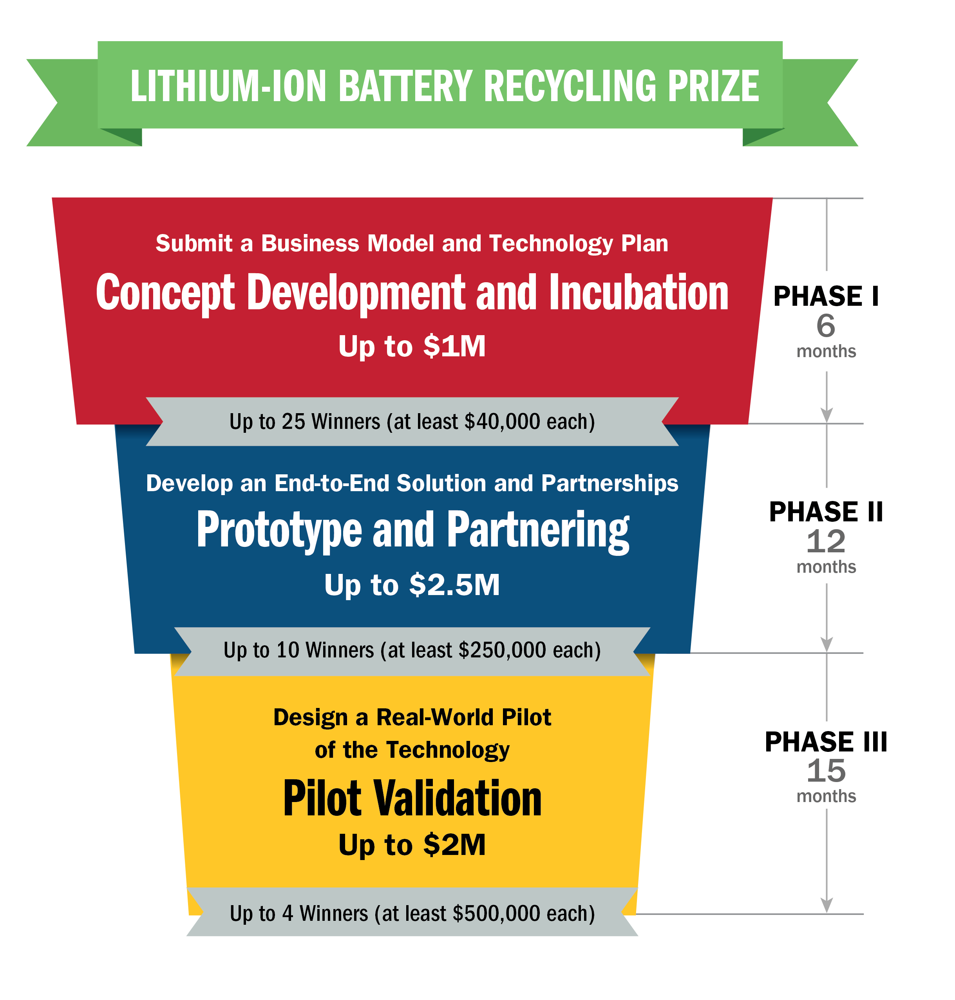 LITHIUM-ION BATTERY RECYCLING PRIZE
Submit a Business Model and Technology Plan
Concept Development and Incubation
Up to $1M
PHASE I
6
months
Up to 25 Winners (at least $40,000 each)
Develop an End-to-End Solution and Partnerships
Prototype and Partnering
Up to $2.5M
PHASE II
12
months
Up to 10 Winners (at least $250,000 each)
Design a Real-World Pilot
of the Technology
Pilot Validation
Up to $2M
PHASE III
15
months
Up to 4 Winners (at least $500,000 each)